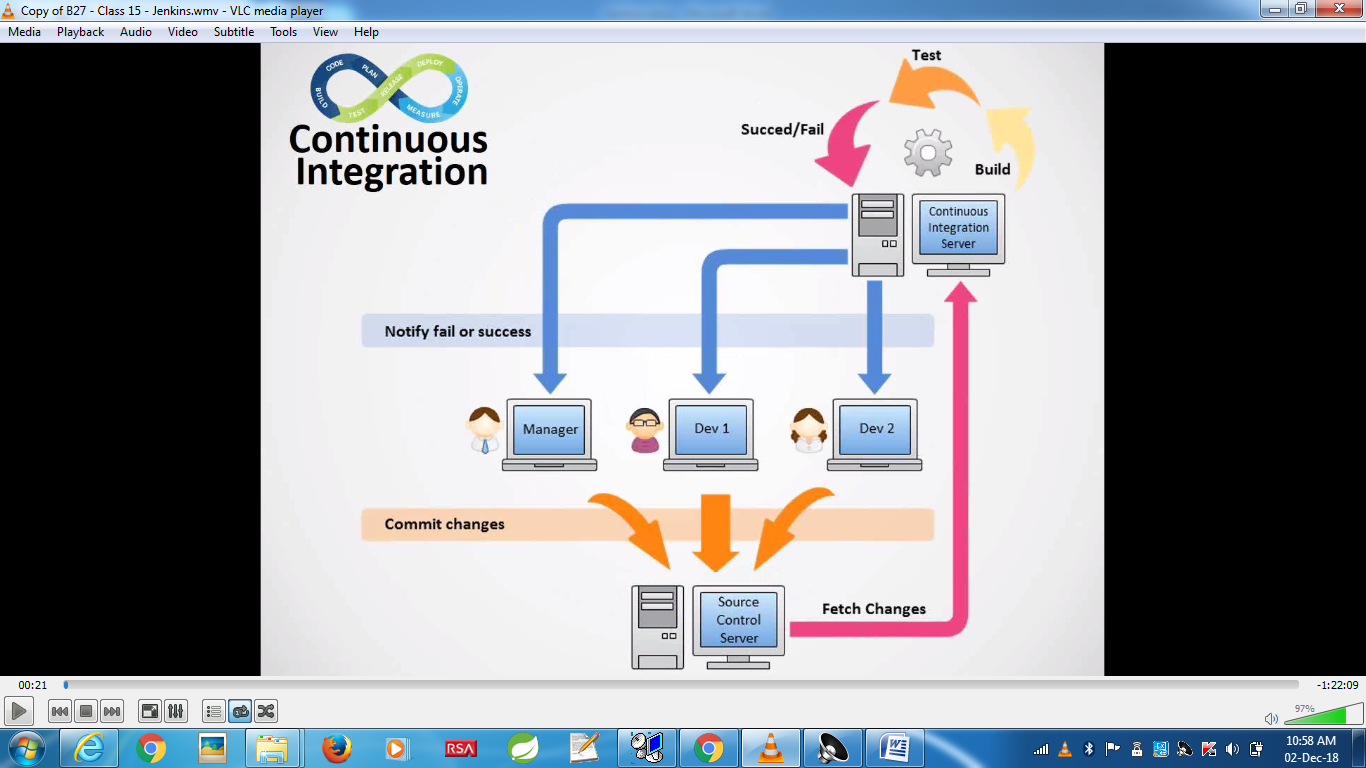 Copy of B27 - Class 15 - Jenkins.wmv - VLC media player
Media Playback Audio Video Subtitle Tools View Help
CODE PLAN RELEASE DEPLOY OPERATE MEASURE TEST BUILD
Continuous
Integration
Test
Succed/Fail
Build
Continuous
Integration
Server
Notify fail or success
Manager
Dev 1
Dev 2
Commit changes
Source
Control
Server
Fetch Changes
00:21
-1:22:09
97%
RSA
10:58 AM
02-Dec-18